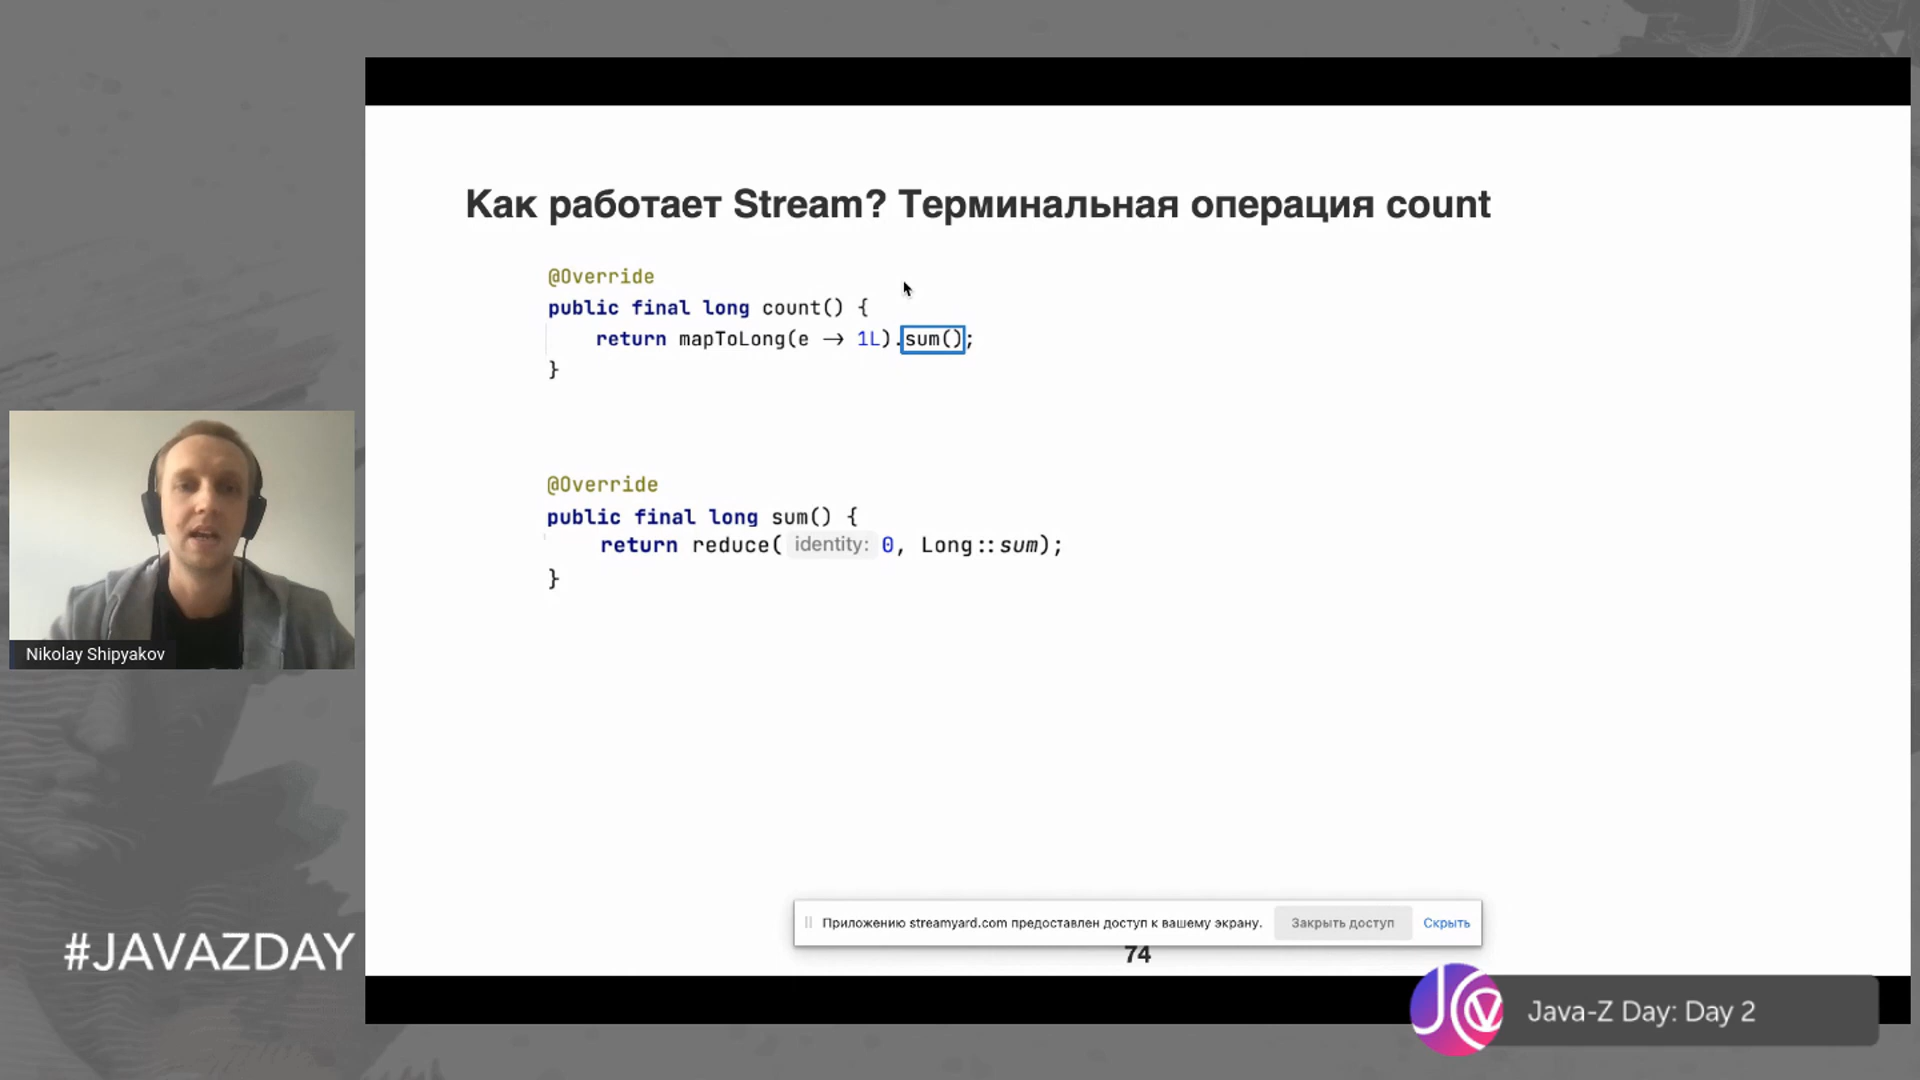 Как работает Stream? Терминальная операция count
@Override
public final long count() {
return mapToLong(e → 1L).sum();
}
@Override
public final long sum() {
return reduce( identity: 0, Long::sum);
}
Nikolay Shipyakov
Приложению streamyard.com предоставлен доступ к вашему экрану. Закрыть доступ Скрыть
74
#JAVAZDAY
Java-Z Day: Day 2